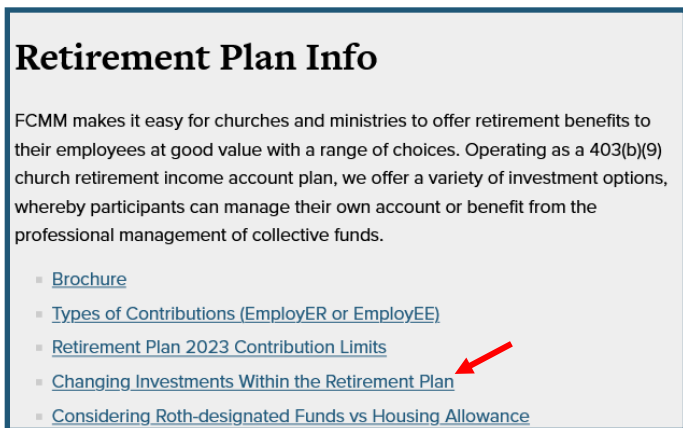 Retirement Plan Info
FCMM makes it easy for churches and ministries to offer retirement benefits to
their employees at good value with a range of choices. Operating as a 403(b)(9)
church retirement income account plan, we offer a variety of investment options,
whereby participants can manage their own account or benefit from the
professional management of collective funds.
Brochure
Types of Contributions (EmployER or EmployEE)
Retirement Plan 2023 Contribution Limits
Changing Investments Within the Retirement Plan
Considering Roth-designated Funds vs Housing Allowance